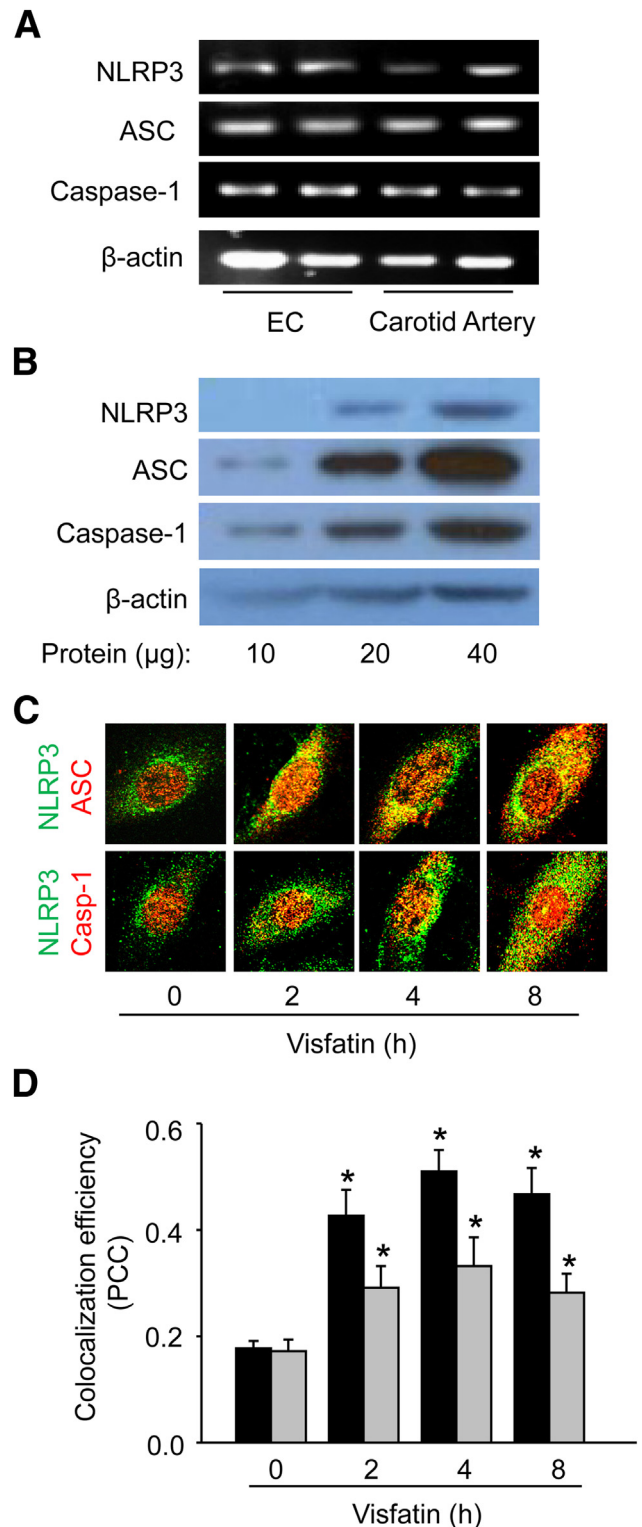 A
NLRP3
ASC
Caspase-1
β-actin
EC Carotid Artery
B
NLRP3
ASC
Caspase-1
β-actin
Protein (µg): 10 20 40
C
NLRP3
ASC
NLRP3
Casp-1
0 2 4 8
Visfatin (h)
D
Colocalization efficiency
(PCC)
0.6
0.4
0.2
0.0
* * * * * *
0 2 4 8
Visfatin (h)